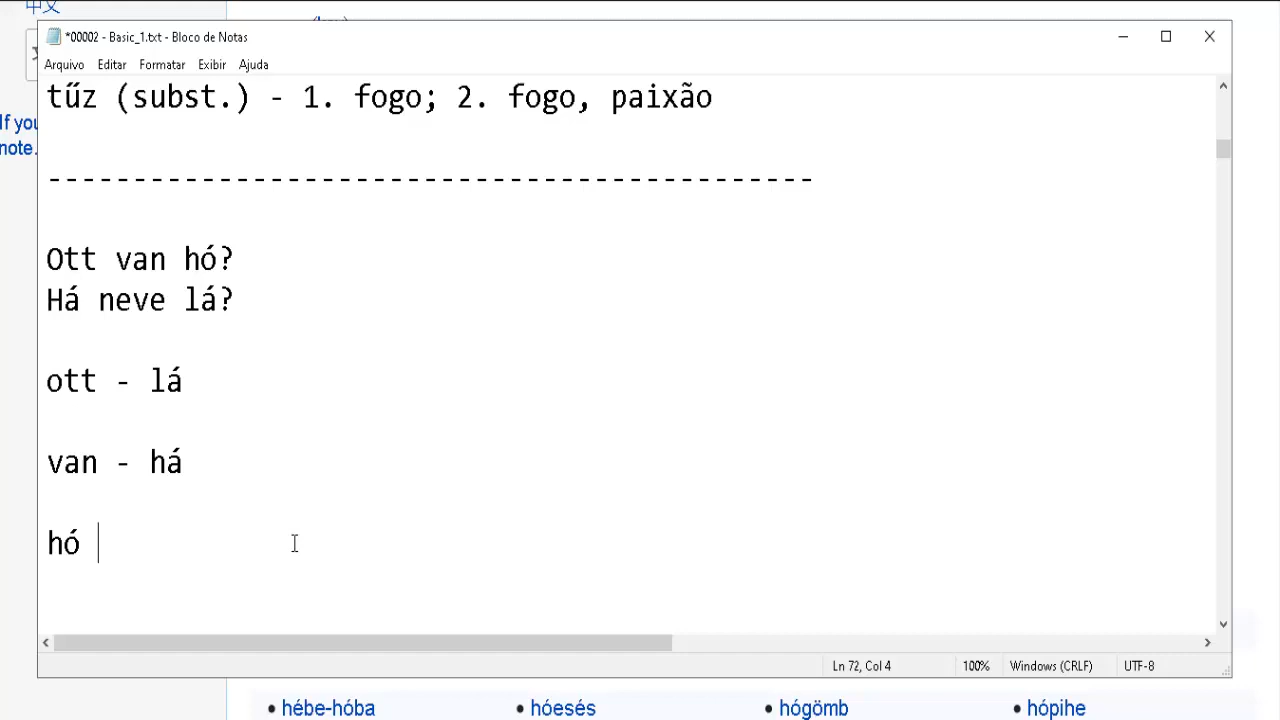 中文
*00002 - Basic_1.txt - Bloco de Notas
Arquivo Editar Formatar Exibir Ajuda
tűz (subst.) - 1. fogo; 2. fogo, paixão
---------------------------------------------
If you
note.
Ott van hó?
Há neve lá?
ott - lá
van - há
hó
Ln 72, Col 4 100% Windows (CRLF) UTF-8
• hébe-hóba • hóesés • hógömb • hópihe